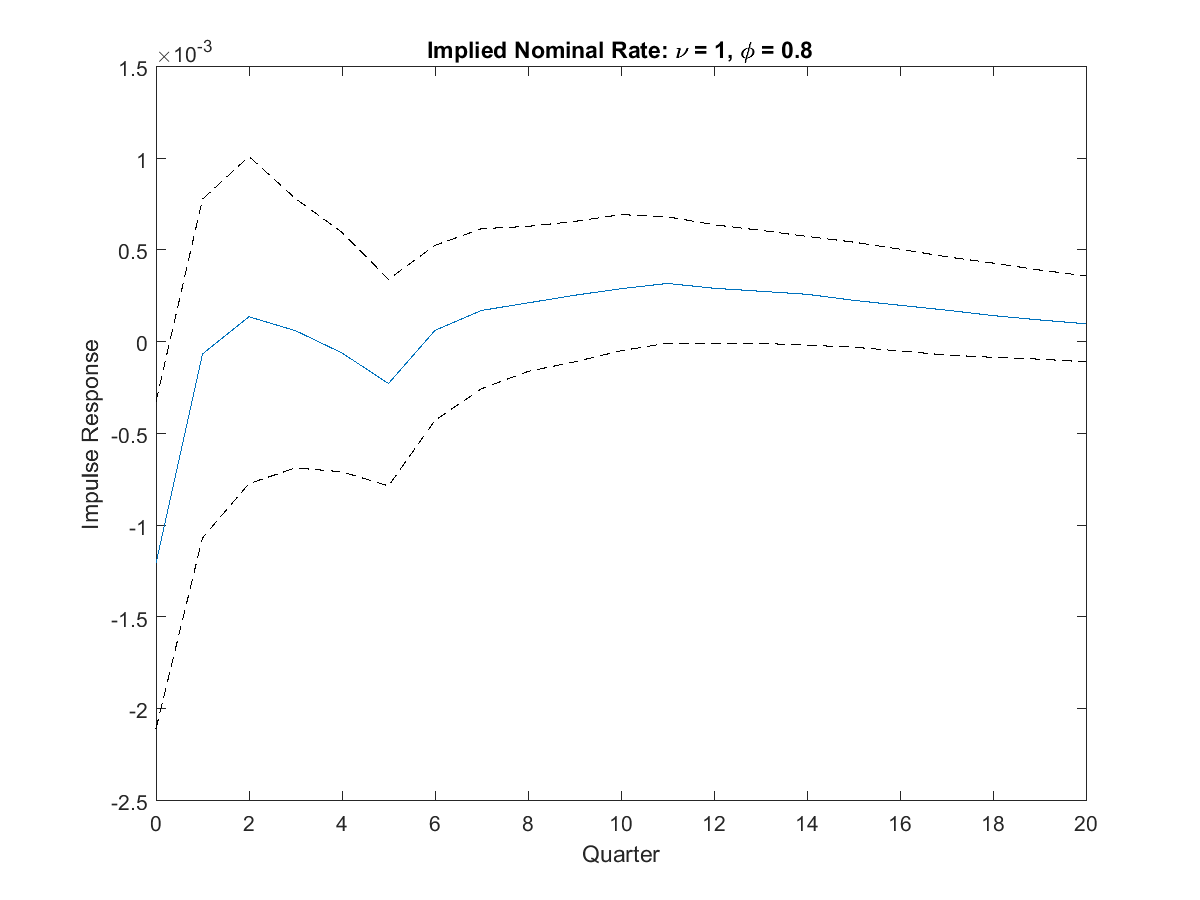 Implied Nominal Rate: ν = 1, ϕ = 0.8
×10-3
1.5
1
0.5
0
-0.5
-1
-1.5
-2
-2.5
Impulse Response
0 2 4 6 8 10 12 14 16 18 20
Quarter